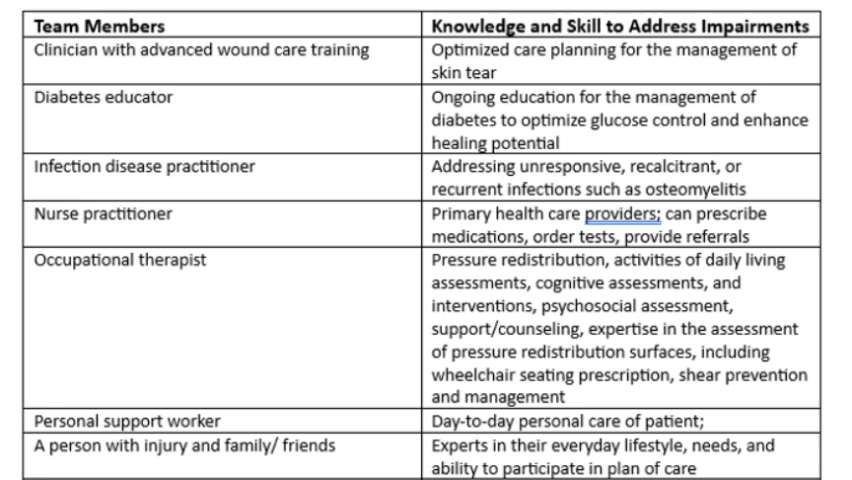 Team Members
Knowledge and Skill to Address Impairments
Clinician with advanced wound care training
Optimized care planning for the management of
skin tear
Diabetes educator
Ongoing education for the management of
diabetes to optimize glucose control and enhance
healing potential
Infection disease practitioner
Addressing unresponsive, recalcitrant, or
recurrent infections such as osteomyelitis
Nurse practitioner
Primary health care providers; can prescribe
medications, order tests, provide referrals
Occupational therapist
Pressure redistribution, activities of daily living
assessments, cognitive assessments, and
interventions, psychosocial assessment,
support/counseling, expertise in the assessment
of pressure redistribution surfaces, including
wheelchair seating prescription, shear prevention
and management
Personal support worker
Day-to-day personal care of patient;
A person with injury and family/ friends
Experts in their everyday lifestyle, needs, and
ability to participate in plan of care